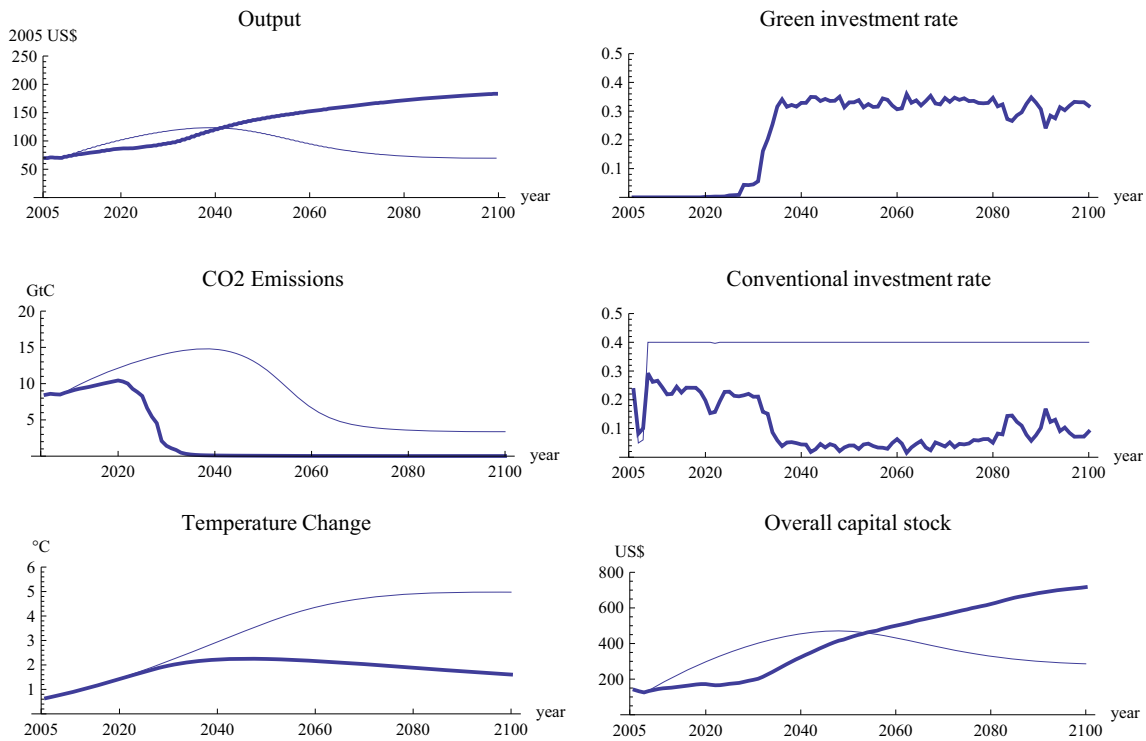 Output
2005 US$
250
200
150
100
50
2005 2020 2040 2060 2080 2100
year
Green investment rate
0.5
0.4
0.3
0.2
0.1
2005 2020 2040 2060 2080 2100
year
CO2 Emissions
GtC
20
15
10
5
2020 2040 2060 2080 2100
year
Conventional investment rate
0.5
0.4
0.3
0.2
0.1
2005 2020 2040 2060 2080 2100
year
Temperature Change
°C
6
5
4
3
2
1
2005 2020 2040 2060 2080 2100
year
Overall capital stock
US$
800
600
400
200
2005 2020 2040 2060 2080 2100
year